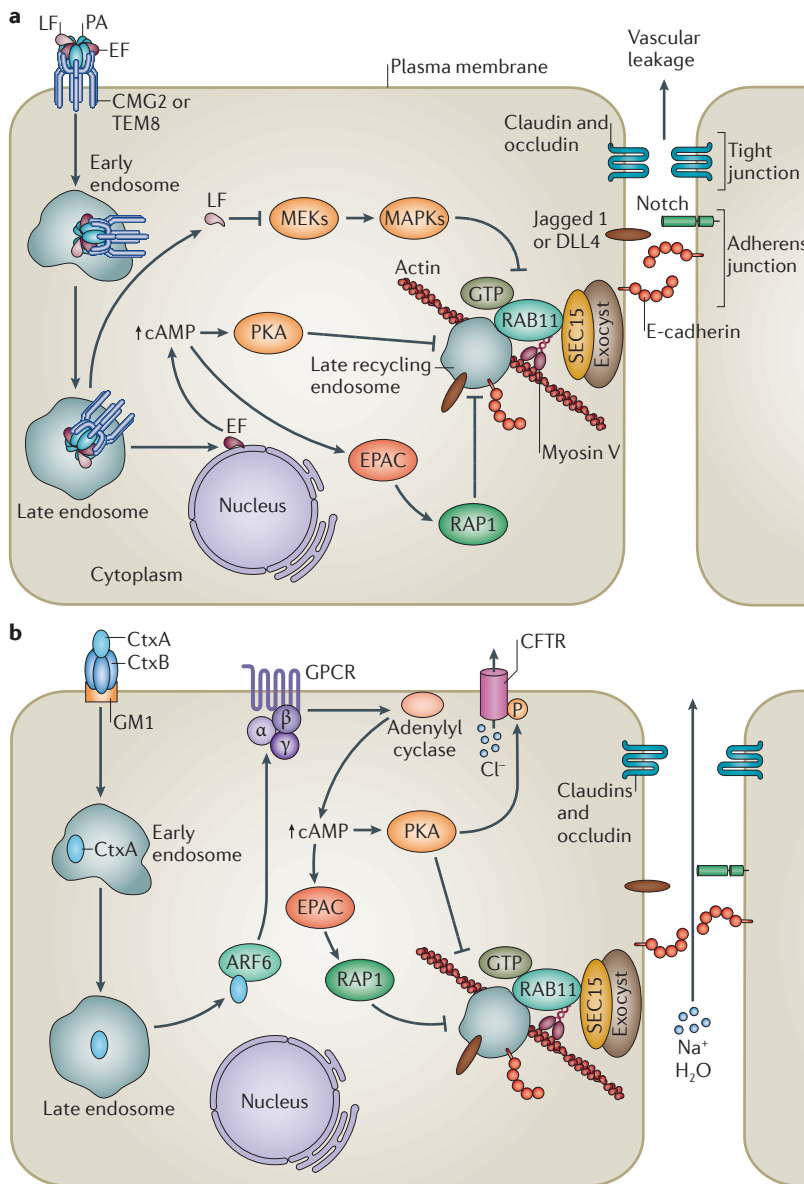 a
LF
PA
EF
CMG2 or
TEM8
Plasma membrane
Vascular
leakage
Claudin and
occludin
Tight
junction
Early
endosome
LF
MEKs
MAPKs
Jagged 1
or DLL4
Notch
Adherens
junction
Actin
GTP
RAB11
SEC15
Exocyst
E-cadherin
↑cAMP
PKA
Late recycling
endosome
Myosin V
EF
EPAC
RAP1
Nucleus
Late endosome
Cytoplasm
b
CtxA
CtxB
GM1
GPCR
α
β
γ
Adenylyl
cyclase
CFTR
P
Cl⁻
Claudins
and
occludin
Early
endosome
CtxA
↑cAMP
PKA
EPAC
ARF6
RAP1
GTP
RAB11
SEC15
Exocyst
Na⁺
H₂O
Late endosome
Nucleus